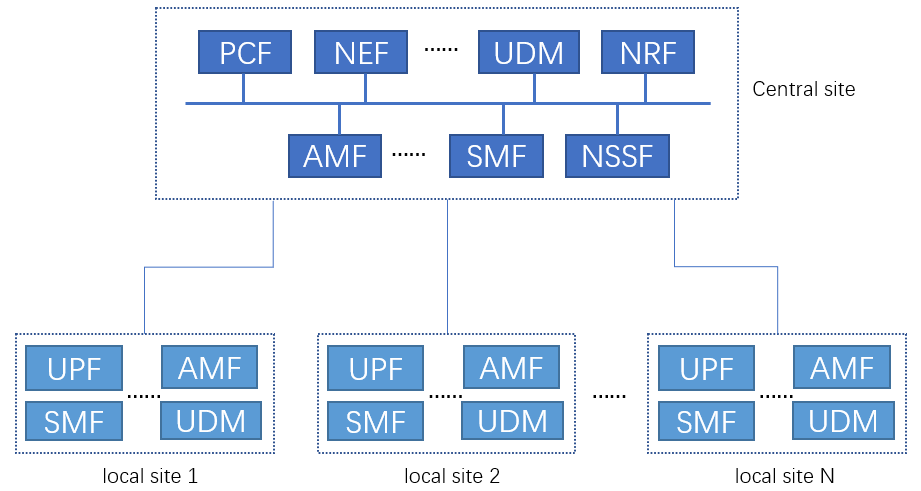 PCF NEF ...... UDM NRF
Central site
AMF ...... SMF NSSF
UPF AMF UPF AMF UPF AMF
...... ...... ...... ......
SMF UDM SMF UDM SMF UDM
local site 1 local site 2 local site N